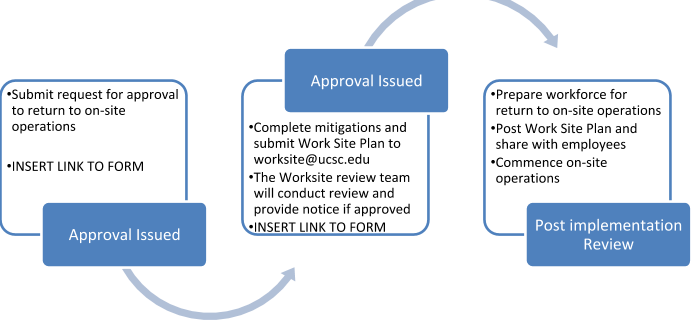 •Submit request for approval
to return to on-site
operations
•INSERT LINK TO FORM
Approval Issued
Approval Issued
•Complete mitigations and
submit Work Site Plan to
worksite@ucsc.edu
•The Worksite review team
will conduct review and
provide notice if approved
•INSERT LINK TO FORM
•Prepare workforce for
return to on-site operations
•Post Work Site Plan and
share with employees
•Commence on-site
operations
Post implementation
Review